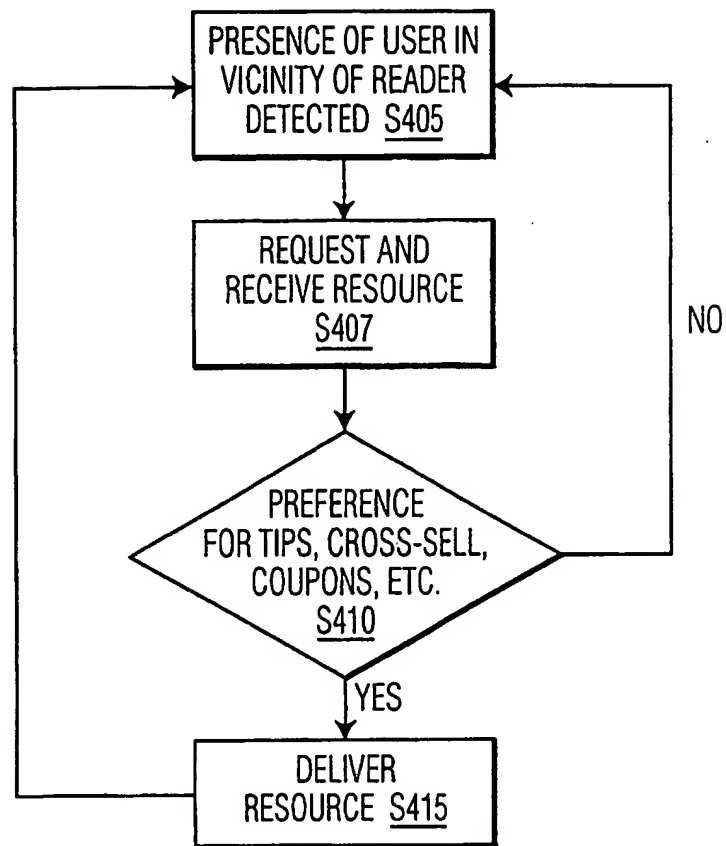 PRESENCE OF USER IN
VICINITY OF READER
DETECTED S405
REQUEST AND
RECEIVE RESOURCE
S407
NO
PREFERENCE
FOR TIPS, CROSS-SELL,
COUPONS, ETC.
S410
YES
DELIVER
RESOURCE S415